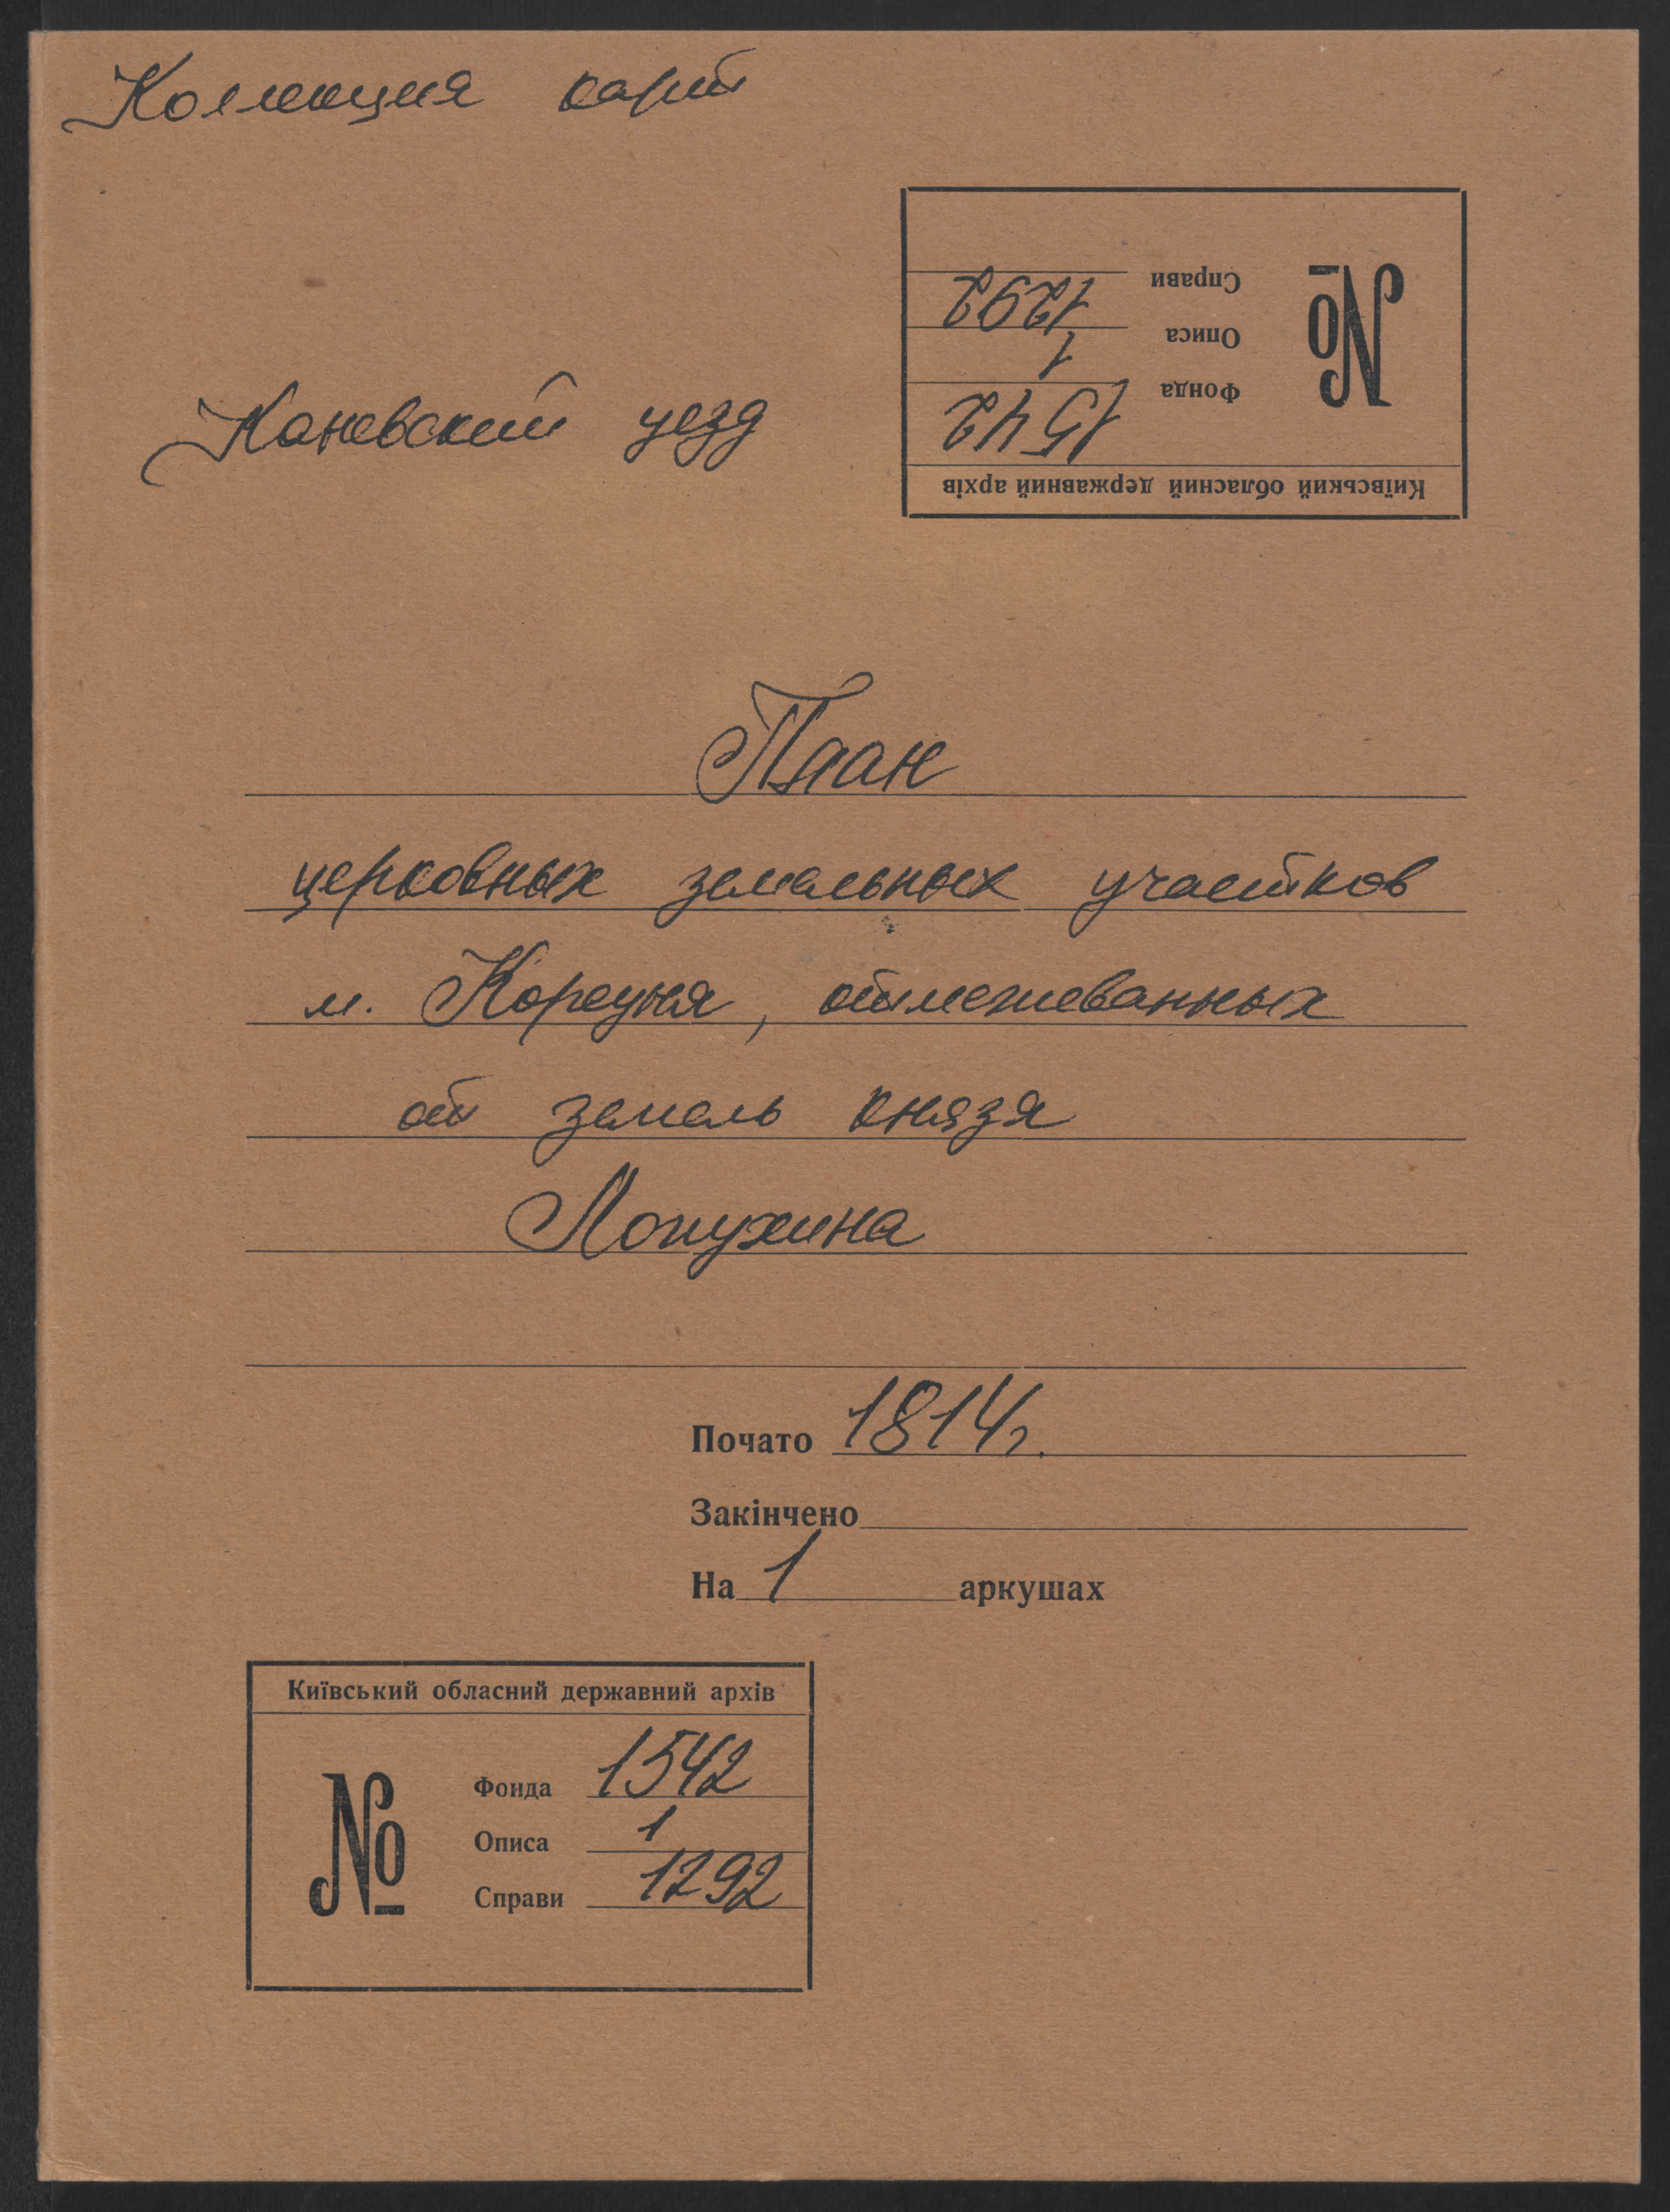 Коллекция карт
Київський обласний державний архів
№
Фонда 1542
Описа 1
Справи 1292
Каневский уезд
План
церковных земельных участков
м. Корсуня, отмежеванных
от земель князя
Лопухина
Почато 1814г.
Закінчено
На 1 аркушах
Київський обласний державний архів
№
Фонда 1542
Описа 1
Справи 1292